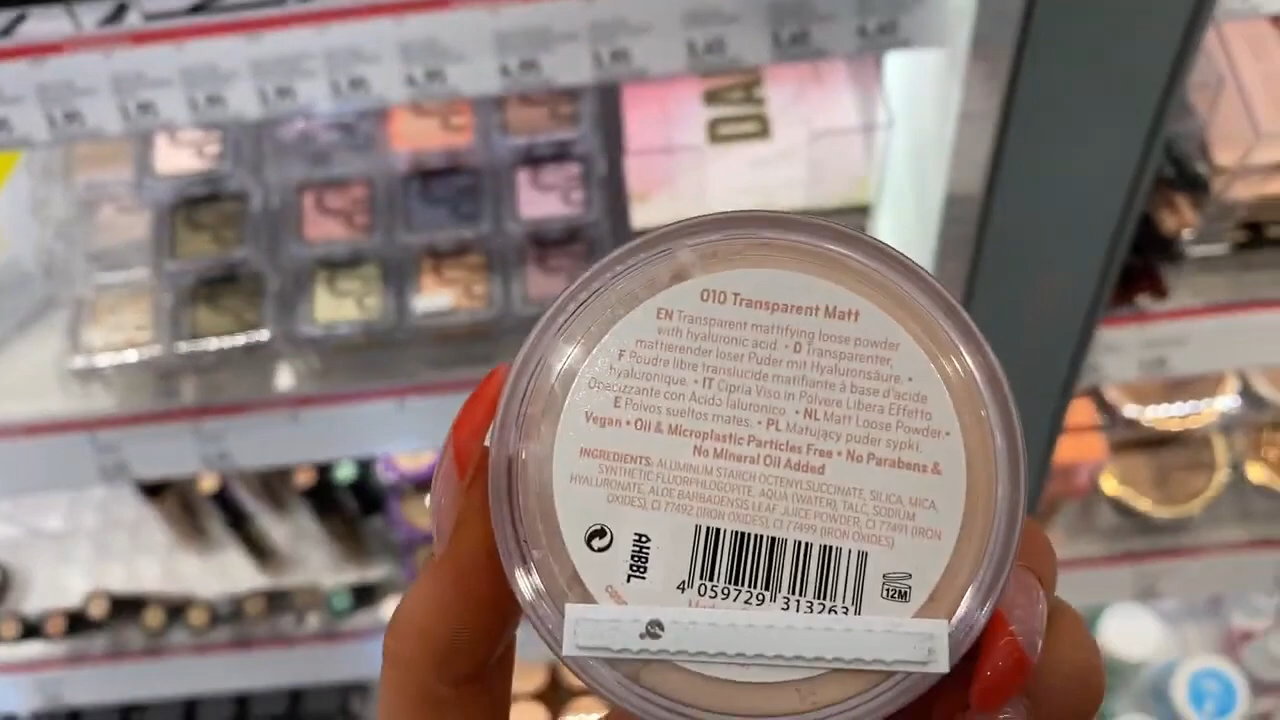 DA
010 Transparent Matt
EN Transparent mattifying loose powder
with hyaluronic acid • D Transparenter,
mattierender loser Puder mit Hyaluronsäure. •
F Poudre libre translucide matifiante à base d'acide
hyaluronique. • IT Cipria Viso in Polvere Libera Effetto
Opacizzante con Acido Ialuronico • NL Matt Loose Powder. •
E Polvos sueltos mates. • PL Matujący puder sypki.
Vegan • Oil & Microplastic Particles Free • No Parabens &
No Mineral Oil Added
INGREDIENTS: ALUMINUM STARCH OCTENYLSUCCINATE, SILICA, MICA,
SYNTHETIC FLUORPHLOGOPITE, AQUA (WATER), TALC, SODIUM
HYALURONATE, ALOE BARBADENSIS LEAF JUICE POWDER, CI 77491 (IRON
OXIDES), CI 77492 (IRON OXIDES), CI 77499 (IRON OXIDES)
AHBBL
12M
4 059729 313263